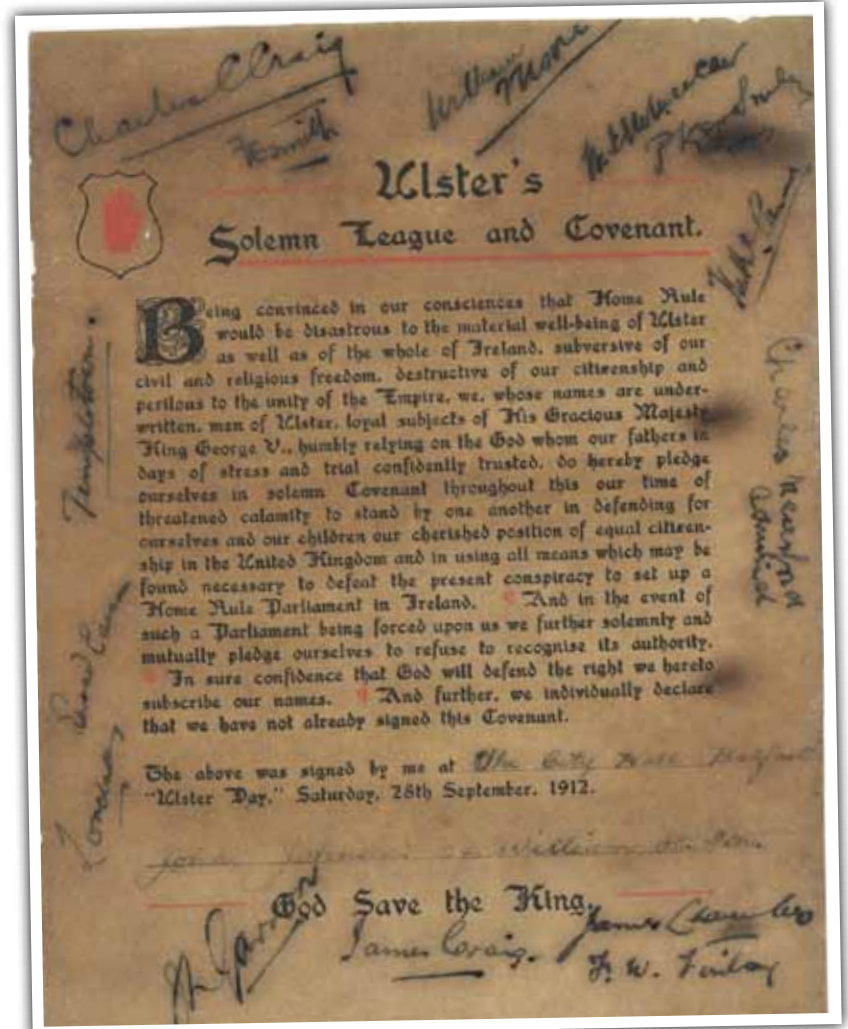 Charles C Craig
William
Moore
FE Smith
Ulster's
Solemn League and Covenant.
Being convinced in our consciences that Home Rule
would be disastrous to the material well-being of Ulster
as well as of the whole of Ireland, subversive of our
civil and religious freedom, destructive of our citizenship and
perilous to the unity of the Empire, we, whose names are under-
written, men of Ulster, loyal subjects of His Gracious Majesty
King George V., humbly relying on the God whom our fathers in
days of stress and trial confidently trusted, do hereby pledge
ourselves in solemn Covenant throughout this our time of
threatened calamity to stand by one another in defending for
ourselves and our children our cherished position of equal citizen-
ship in the United Kingdom and in using all means which may be
found necessary to defeat the present conspiracy to set up a
Home Rule Parliament in Ireland. And in the event of
such a Parliament being forced upon us we further solemnly and
mutually pledge ourselves to refuse to recognise its authority.
In sure confidence that God will defend the right we hereto
subscribe our names. And further, we individually declare
that we have not already signed this Covenant.
Templetown.
Londonderry
Charles
Admiral
The above was signed by me at The City Hall Belfast
"Ulster Day," Saturday, 28th September, 1912.
John William
God Save the King.
James Craig.
James Chambers
F. W. Finlay